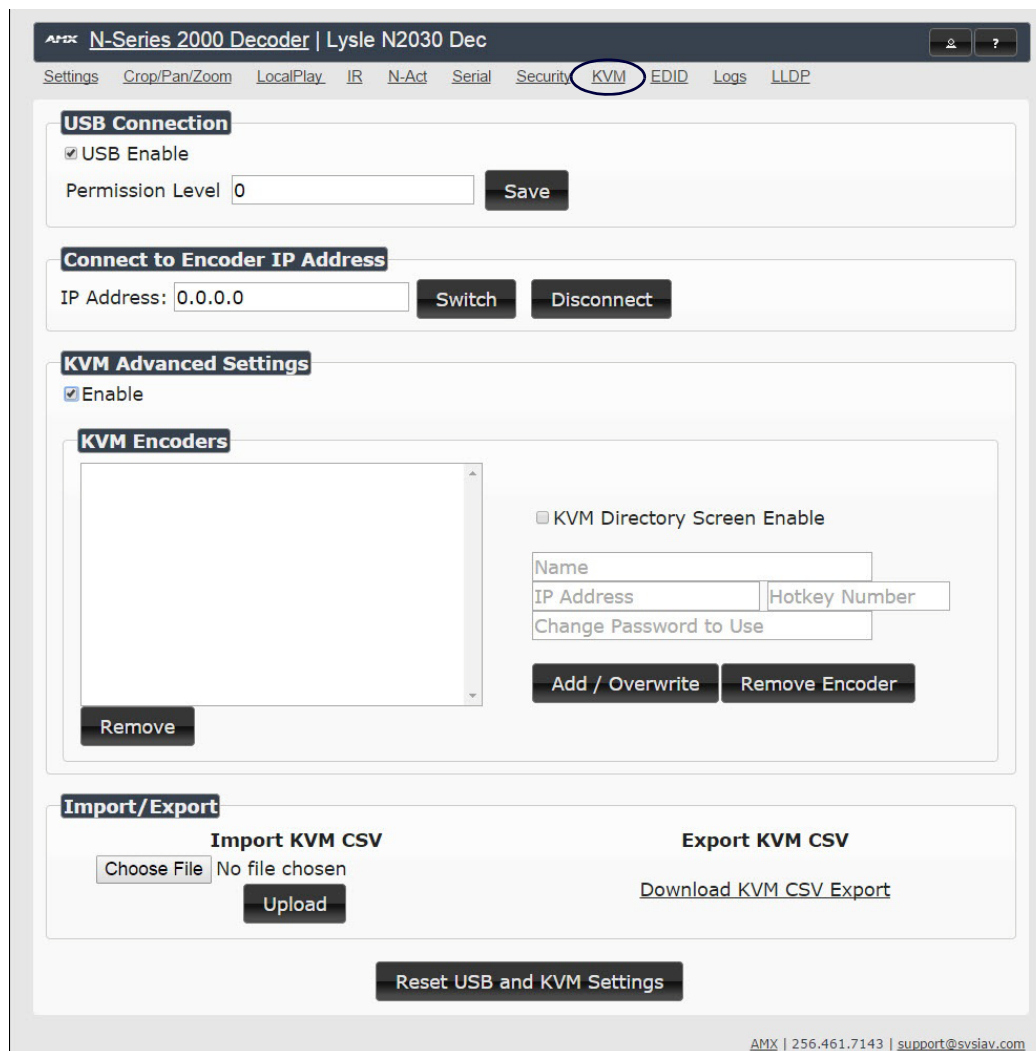 AMX N-Series 2000 Decoder | Lysle N2030 Dec
?
Settings Crop/Pan/Zoom LocalPlay IR N-Act Serial Security KVM EDID Logs LLDP
USB Connection
USB Enable
Permission Level 0 Save
Connect to Encoder IP Address
IP Address: 0.0.0.0 Switch Disconnect
KVM Advanced Settings
Enable
KVM Encoders
KVM Directory Screen Enable
Name
IP Address Hotkey Number
Change Password to Use
Add / Overwrite Remove Encoder
Remove
Import/Export
Import KVM CSV Export KVM CSV
Choose File No file chosen
Download KVM CSV Export
Upload
Reset USB and KVM Settings
AMX | 256.461.7143 | support@svsiav.com